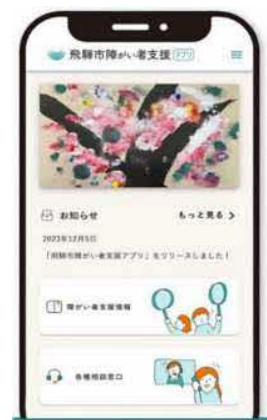 飛騨市障がい者支援アプリ
お知らせ
もっと見る
2023年12月5日
「飛騨市障がい者支援アプリ」をリリースしました！
障がい者支援情報
各種相談窓口